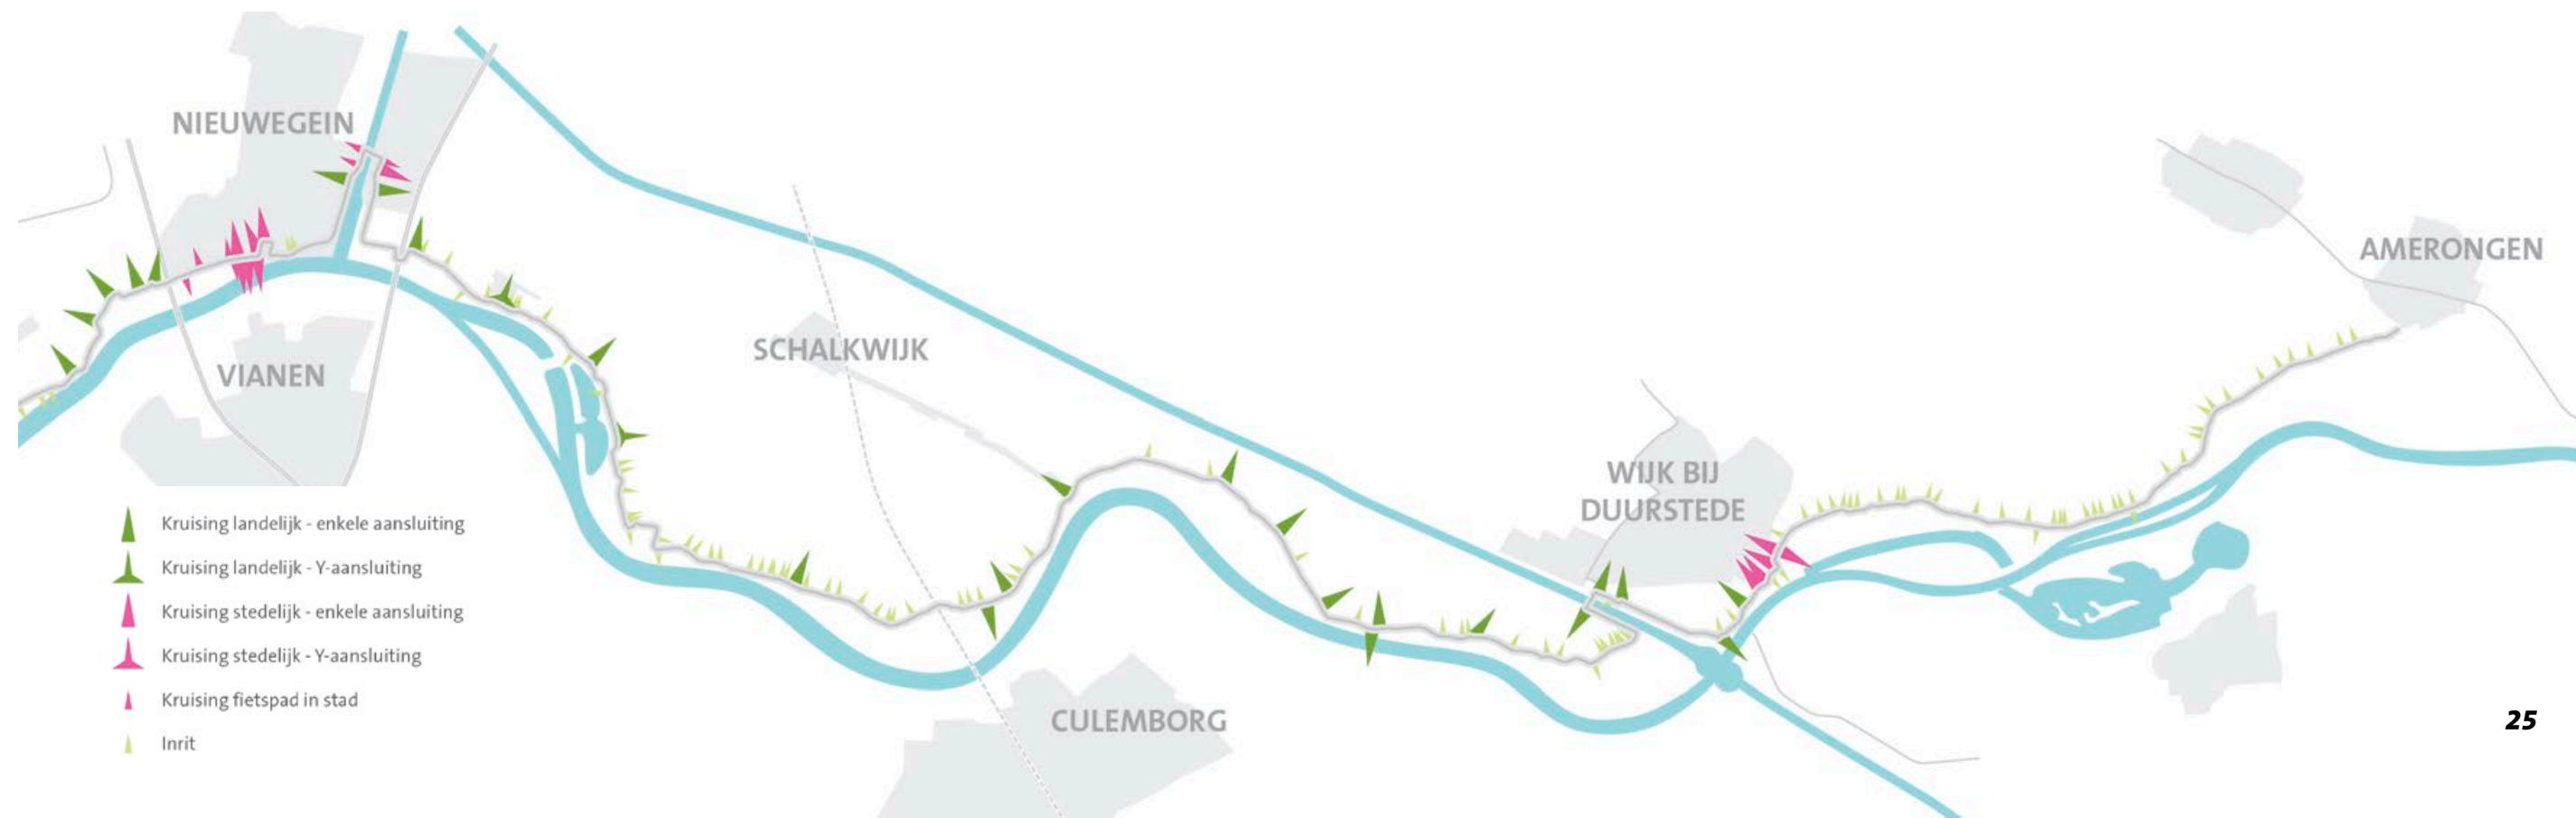 NIEUWEGEIN
VIANEN
SCHALKWIJK
CULEMBORG
WIJK BIJ
DUURSTEDE
AMERONGEN
Kruising landelijk - enkele aansluiting
Kruising landelijk - Y-aansluiting
Kruising stedelijk - enkele aansluiting
Kruising stedelijk - Y-aansluiting
Kruising fietspad in stad
Inrit
25